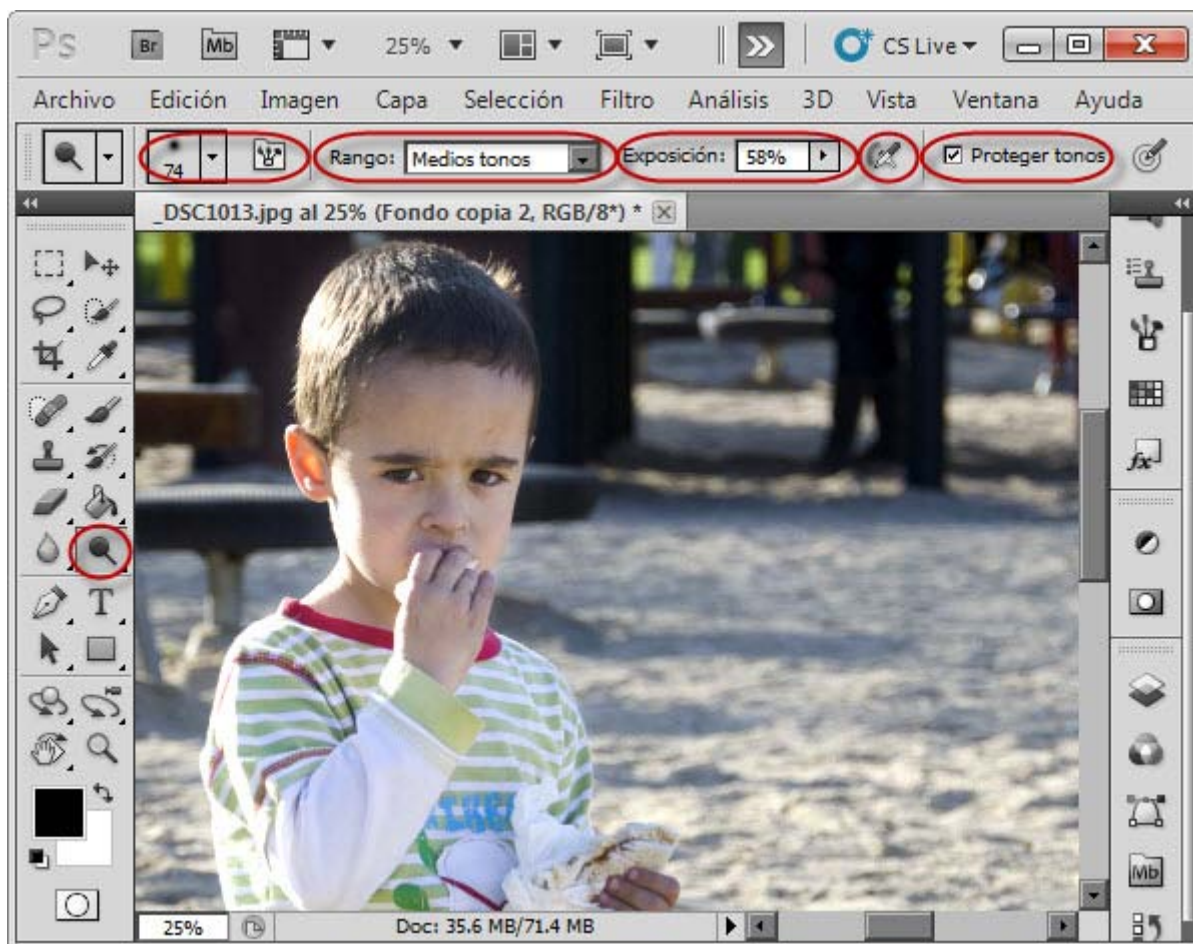 Ps Br Mb 25% CS Live
Archivo Edición Imagen Capa Selección Filtro Análisis 3D Vista Ventana Ayuda
74 Rango: Medios tonos Exposición: 58% Proteger tonos
_DSC1013.jpg al 25% (Fondo copia 2, RGB/8*) *
fx
T
Mb
25% Doc: 35.6 MB/71.4 MB